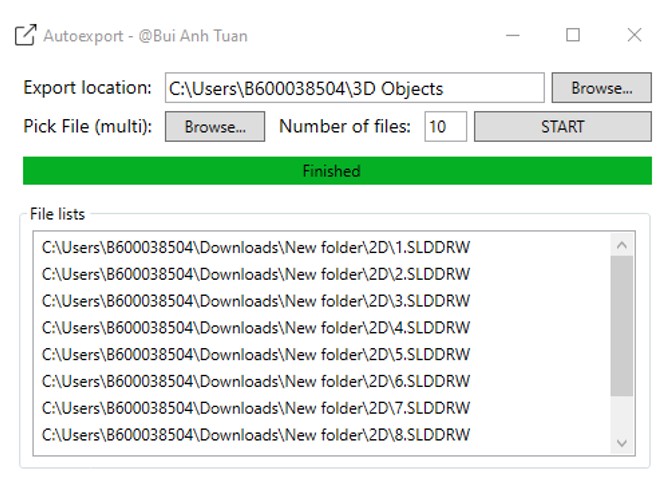 Autoexport - @Bui Anh Tuan
Export location: C:\Users\B600038504\3D Objects Browse...
Pick File (multi): Browse... Number of files: 10 START
Finished
File lists
C:\Users\B600038504\Downloads\New folder\2D\1.SLDDRW
C:\Users\B600038504\Downloads\New folder\2D\2.SLDDRW
C:\Users\B600038504\Downloads\New folder\2D\3.SLDDRW
C:\Users\B600038504\Downloads\New folder\2D\4.SLDDRW
C:\Users\B600038504\Downloads\New folder\2D\5.SLDDRW
C:\Users\B600038504\Downloads\New folder\2D\6.SLDDRW
C:\Users\B600038504\Downloads\New folder\2D\7.SLDDRW
C:\Users\B600038504\Downloads\New folder\2D\8.SLDDRW